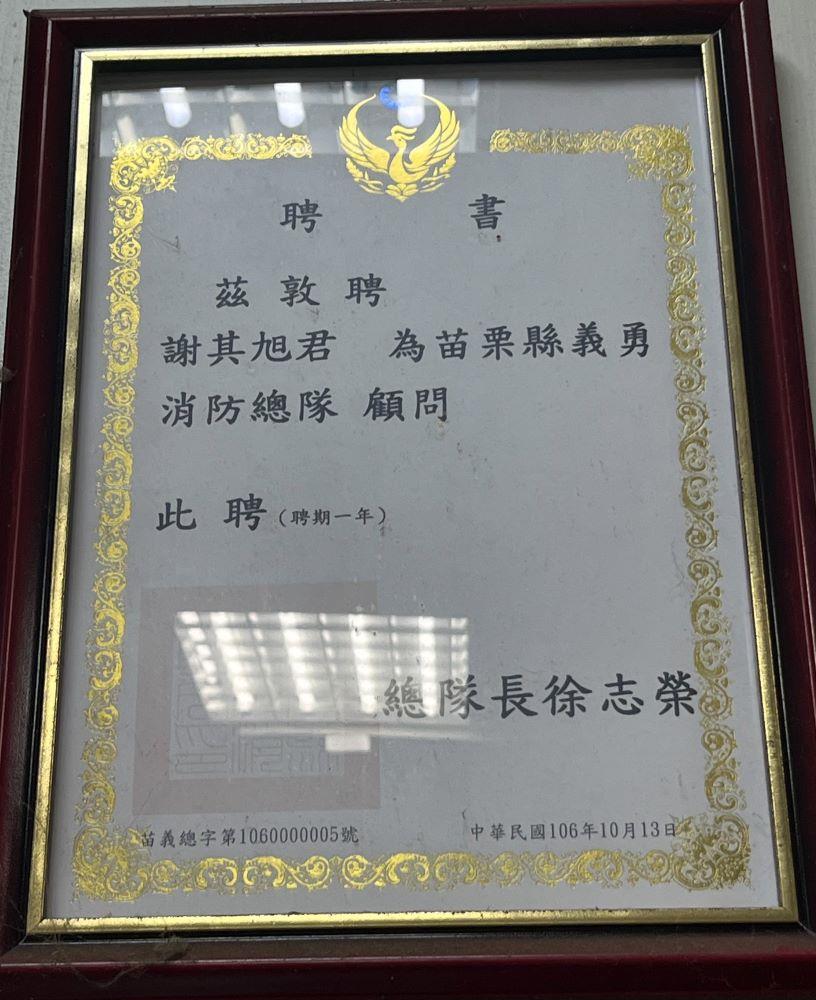 聘 書
茲敦聘
謝其旭君 為苗栗縣義勇
消防總隊 顧問
此聘(聘期一年)
總隊長徐志榮
苗義總字第1060000005號
中華民國106年10月13日